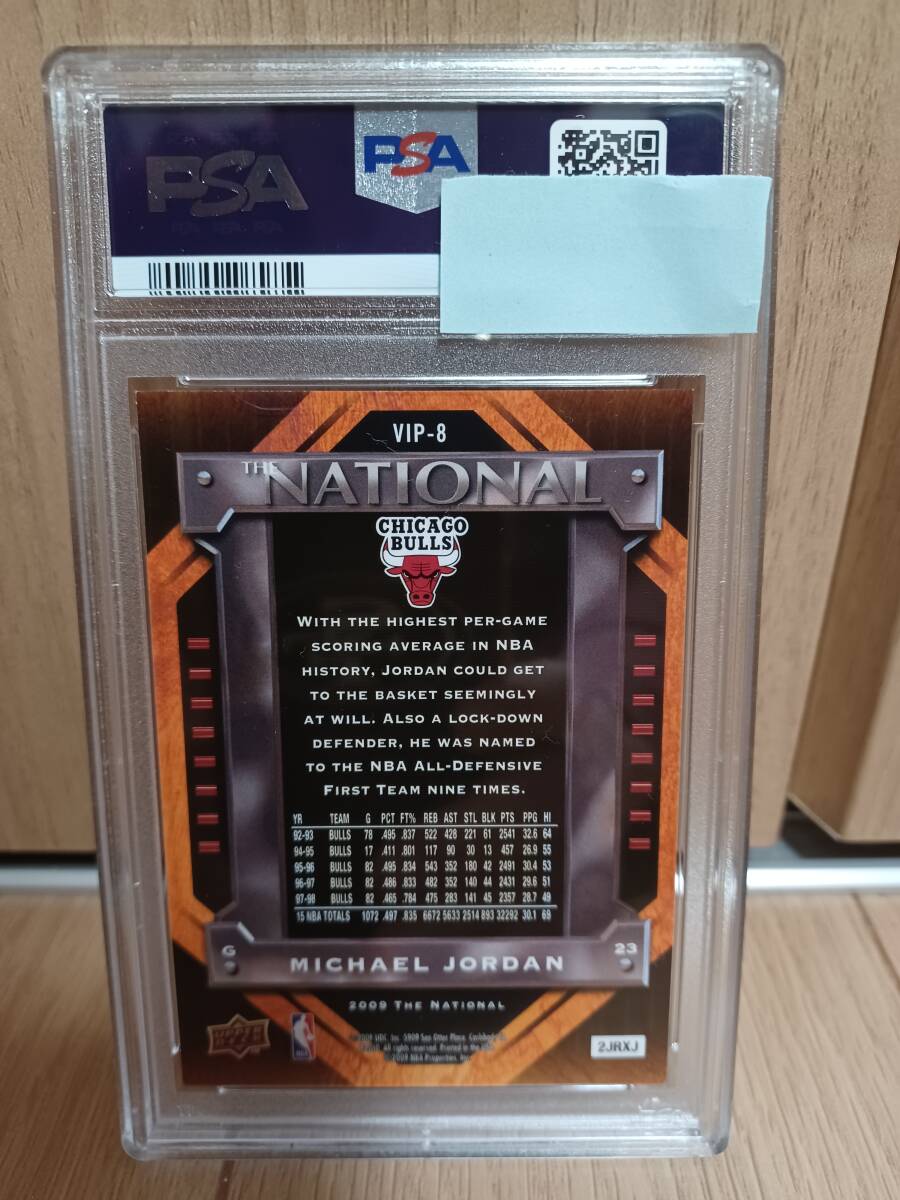 PSA
PSA
VIP-8
THE NATIONAL
CHICAGO
BULLS
WITH THE HIGHEST PER-GAME
SCORING AVERAGE IN NBA
HISTORY, JORDAN COULD GET
TO THE BASKET SEEMINGLY
AT WILL. ALSO A LOCK-DOWN
DEFENDER, HE WAS NAMED
TO THE NBA ALL-DEFENSIVE
FIRST TEAM NINE TIMES.
YR TEAM G PCT FT% REB AST STL BLK PTS PPG HI
92-93 BULLS 78 .495 .837 522 428 221 61 2541 32.6 64
94-95 BULLS 17 .411 .801 117 90 30 13 457 26.9 55
95-96 BULLS 82 .495 .834 543 352 180 42 2491 30.4 53
96-97 BULLS 82 .486 .833 482 352 140 44 2431 29.6 51
97-98 BULLS 82 .465 .784 475 283 141 45 2357 28.7 49
15 NBA TOTALS 1072 .497 .835 6672 5633 2514 893 32292 30.1 69
G
MICHAEL JORDAN
23
2009 THE NATIONAL
UPPER
DECK
NBA
2JRXJ